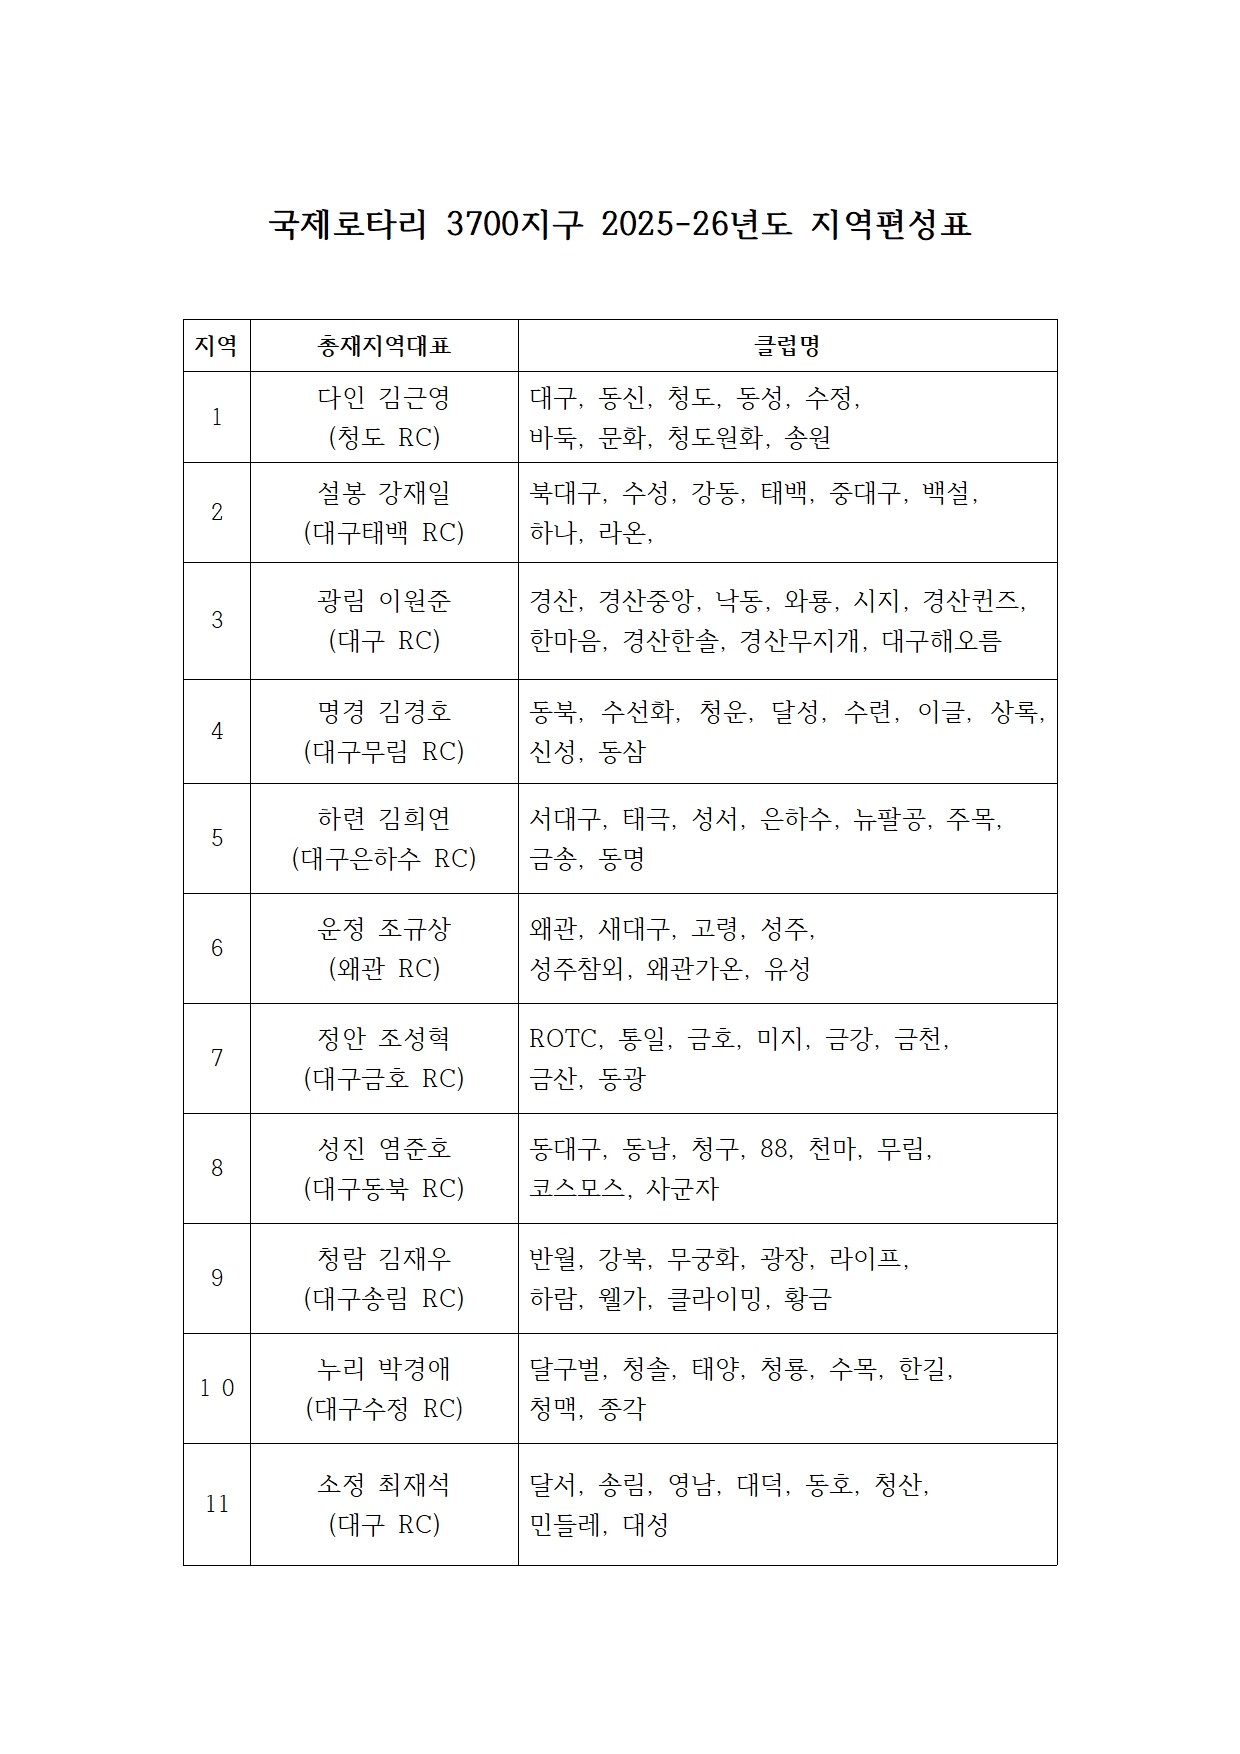 국제로타리 3700지구 2025-26년도 지역편성표
지역 총재지역대표 클럽명
1
다인 김근영
(청도 RC)
대구, 동신, 청도, 동성, 수정,
바둑, 문화, 청도원화, 송원
2
설봉 강재일
(대구태백 RC)
북대구, 수성, 강동, 태백, 중대구, 백설,
하나, 라온,
3
광림 이원준
(대구 RC)
경산, 경산중앙, 낙동, 와룡, 시지, 경산퀸즈,
한마음, 경산한솔, 경산무지개, 대구해오름
4
명경 김경호
(대구무림 RC)
동북, 수선화, 청운, 달성, 수련, 이글, 상록,
신성, 동삼
5
하련 김희연
(대구은하수 RC)
서대구, 태극, 성서, 은하수, 뉴팔공, 주목,
금송, 동명
6
운정 조규상
(왜관 RC)
왜관, 새대구, 고령, 성주,
성주참외, 왜관가온, 유성
7
정안 조성혁
(대구금호 RC)
ROTC, 통일, 금호, 미지, 금강, 금천,
금산, 동광
8
성진 염준호
(대구동북 RC)
동대구, 동남, 청구, 88, 천마, 무림,
코스모스, 사군자
9
청람 김재우
(대구송림 RC)
반월, 강북, 무궁화, 광장, 라이프,
하람, 웰가, 클라이밍, 황금
1 0
누리 박경애
(대구수정 RC)
달구벌, 청솔, 태양, 청룡, 수목, 한길,
청맥, 종각
11
소정 최재석
(대구 RC)
달서, 송림, 영남, 대덕, 동호, 청산,
민들레, 대성